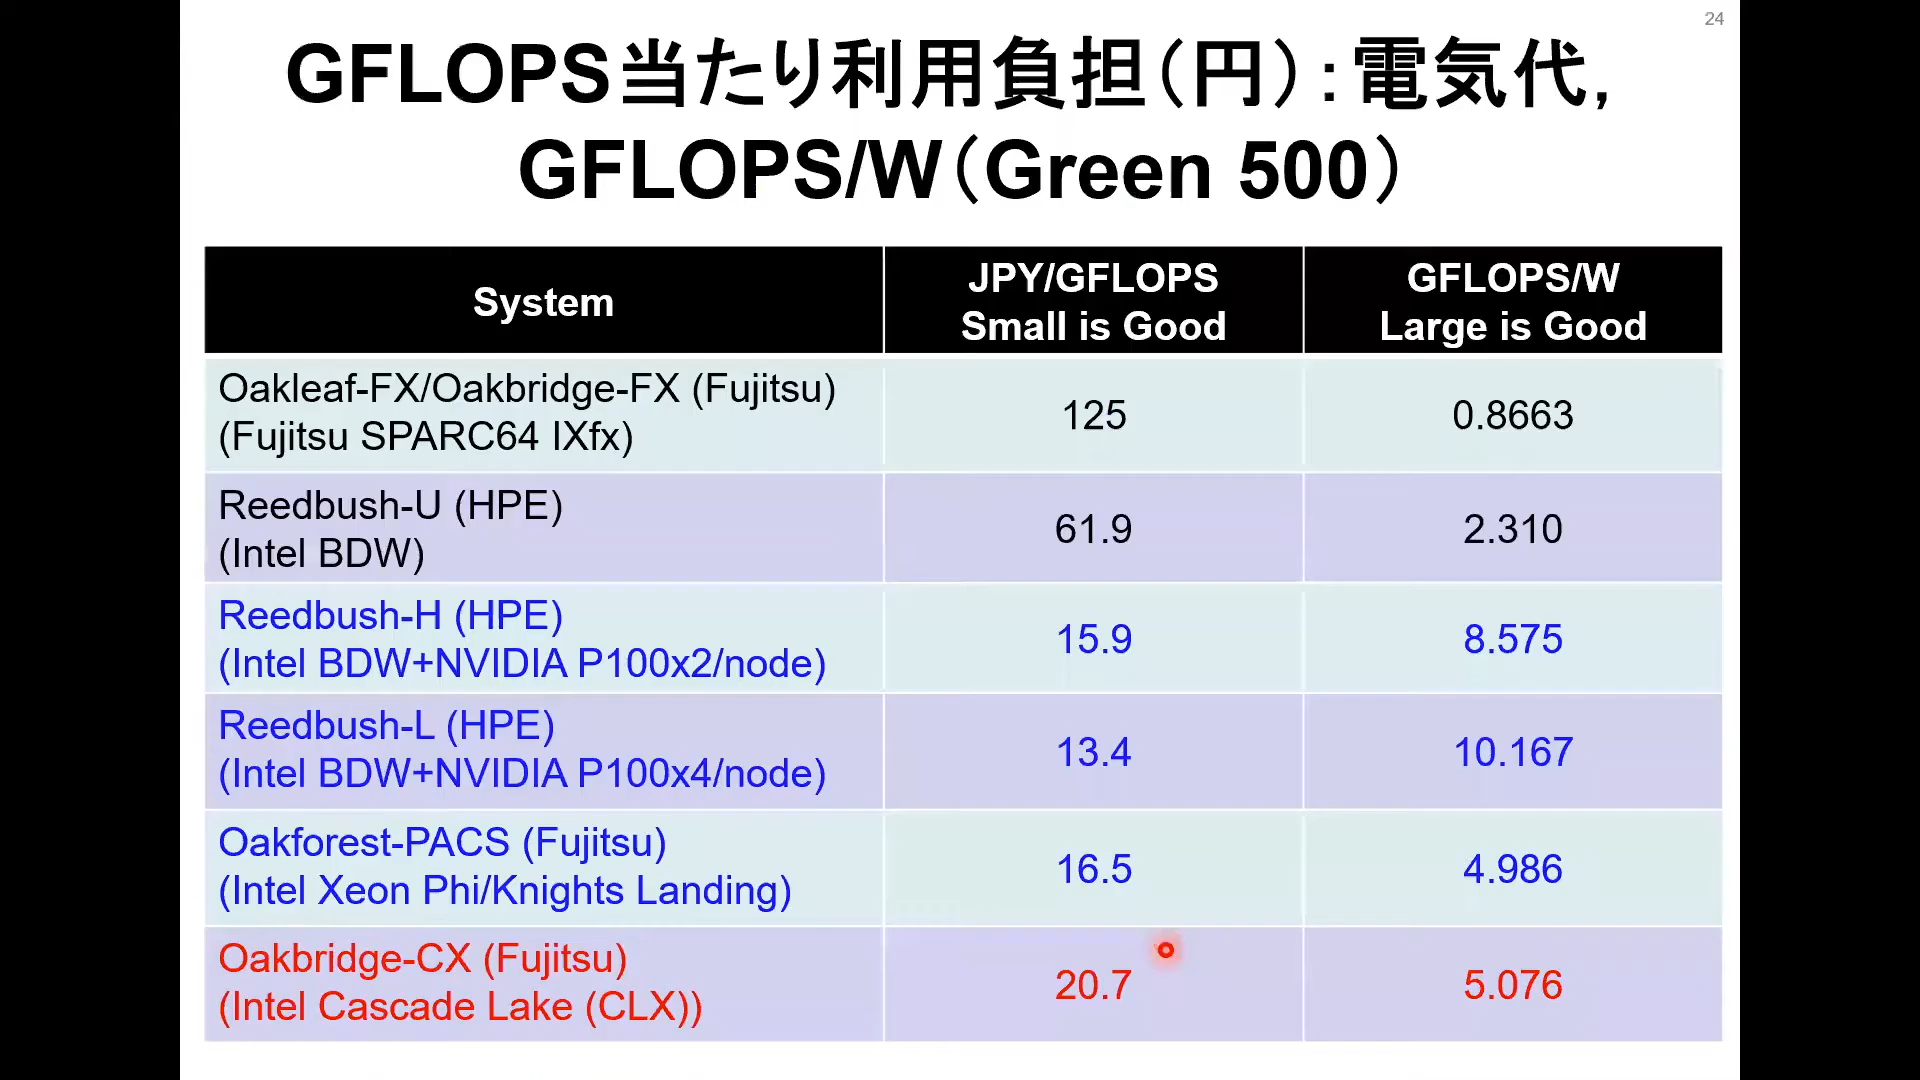 24
GFLOPS当たり利用負担（円）：電気代，
GFLOPS/W（Green 500）
System
JPY/GFLOPS
Small is Good
GFLOPS/W
Large is Good
Oakleaf-FX/Oakbridge-FX (Fujitsu)
(Fujitsu SPARC64 IXfx)
125
0.8663
Reedbush-U (HPE)
(Intel BDW)
61.9
2.310
Reedbush-H (HPE)
(Intel BDW+NVIDIA P100x2/node)
15.9
8.575
Reedbush-L (HPE)
(Intel BDW+NVIDIA P100x4/node)
13.4
10.167
Oakforest-PACS (Fujitsu)
(Intel Xeon Phi/Knights Landing)
16.5
4.986
Oakbridge-CX (Fujitsu)
(Intel Cascade Lake (CLX))
20.7
5.076